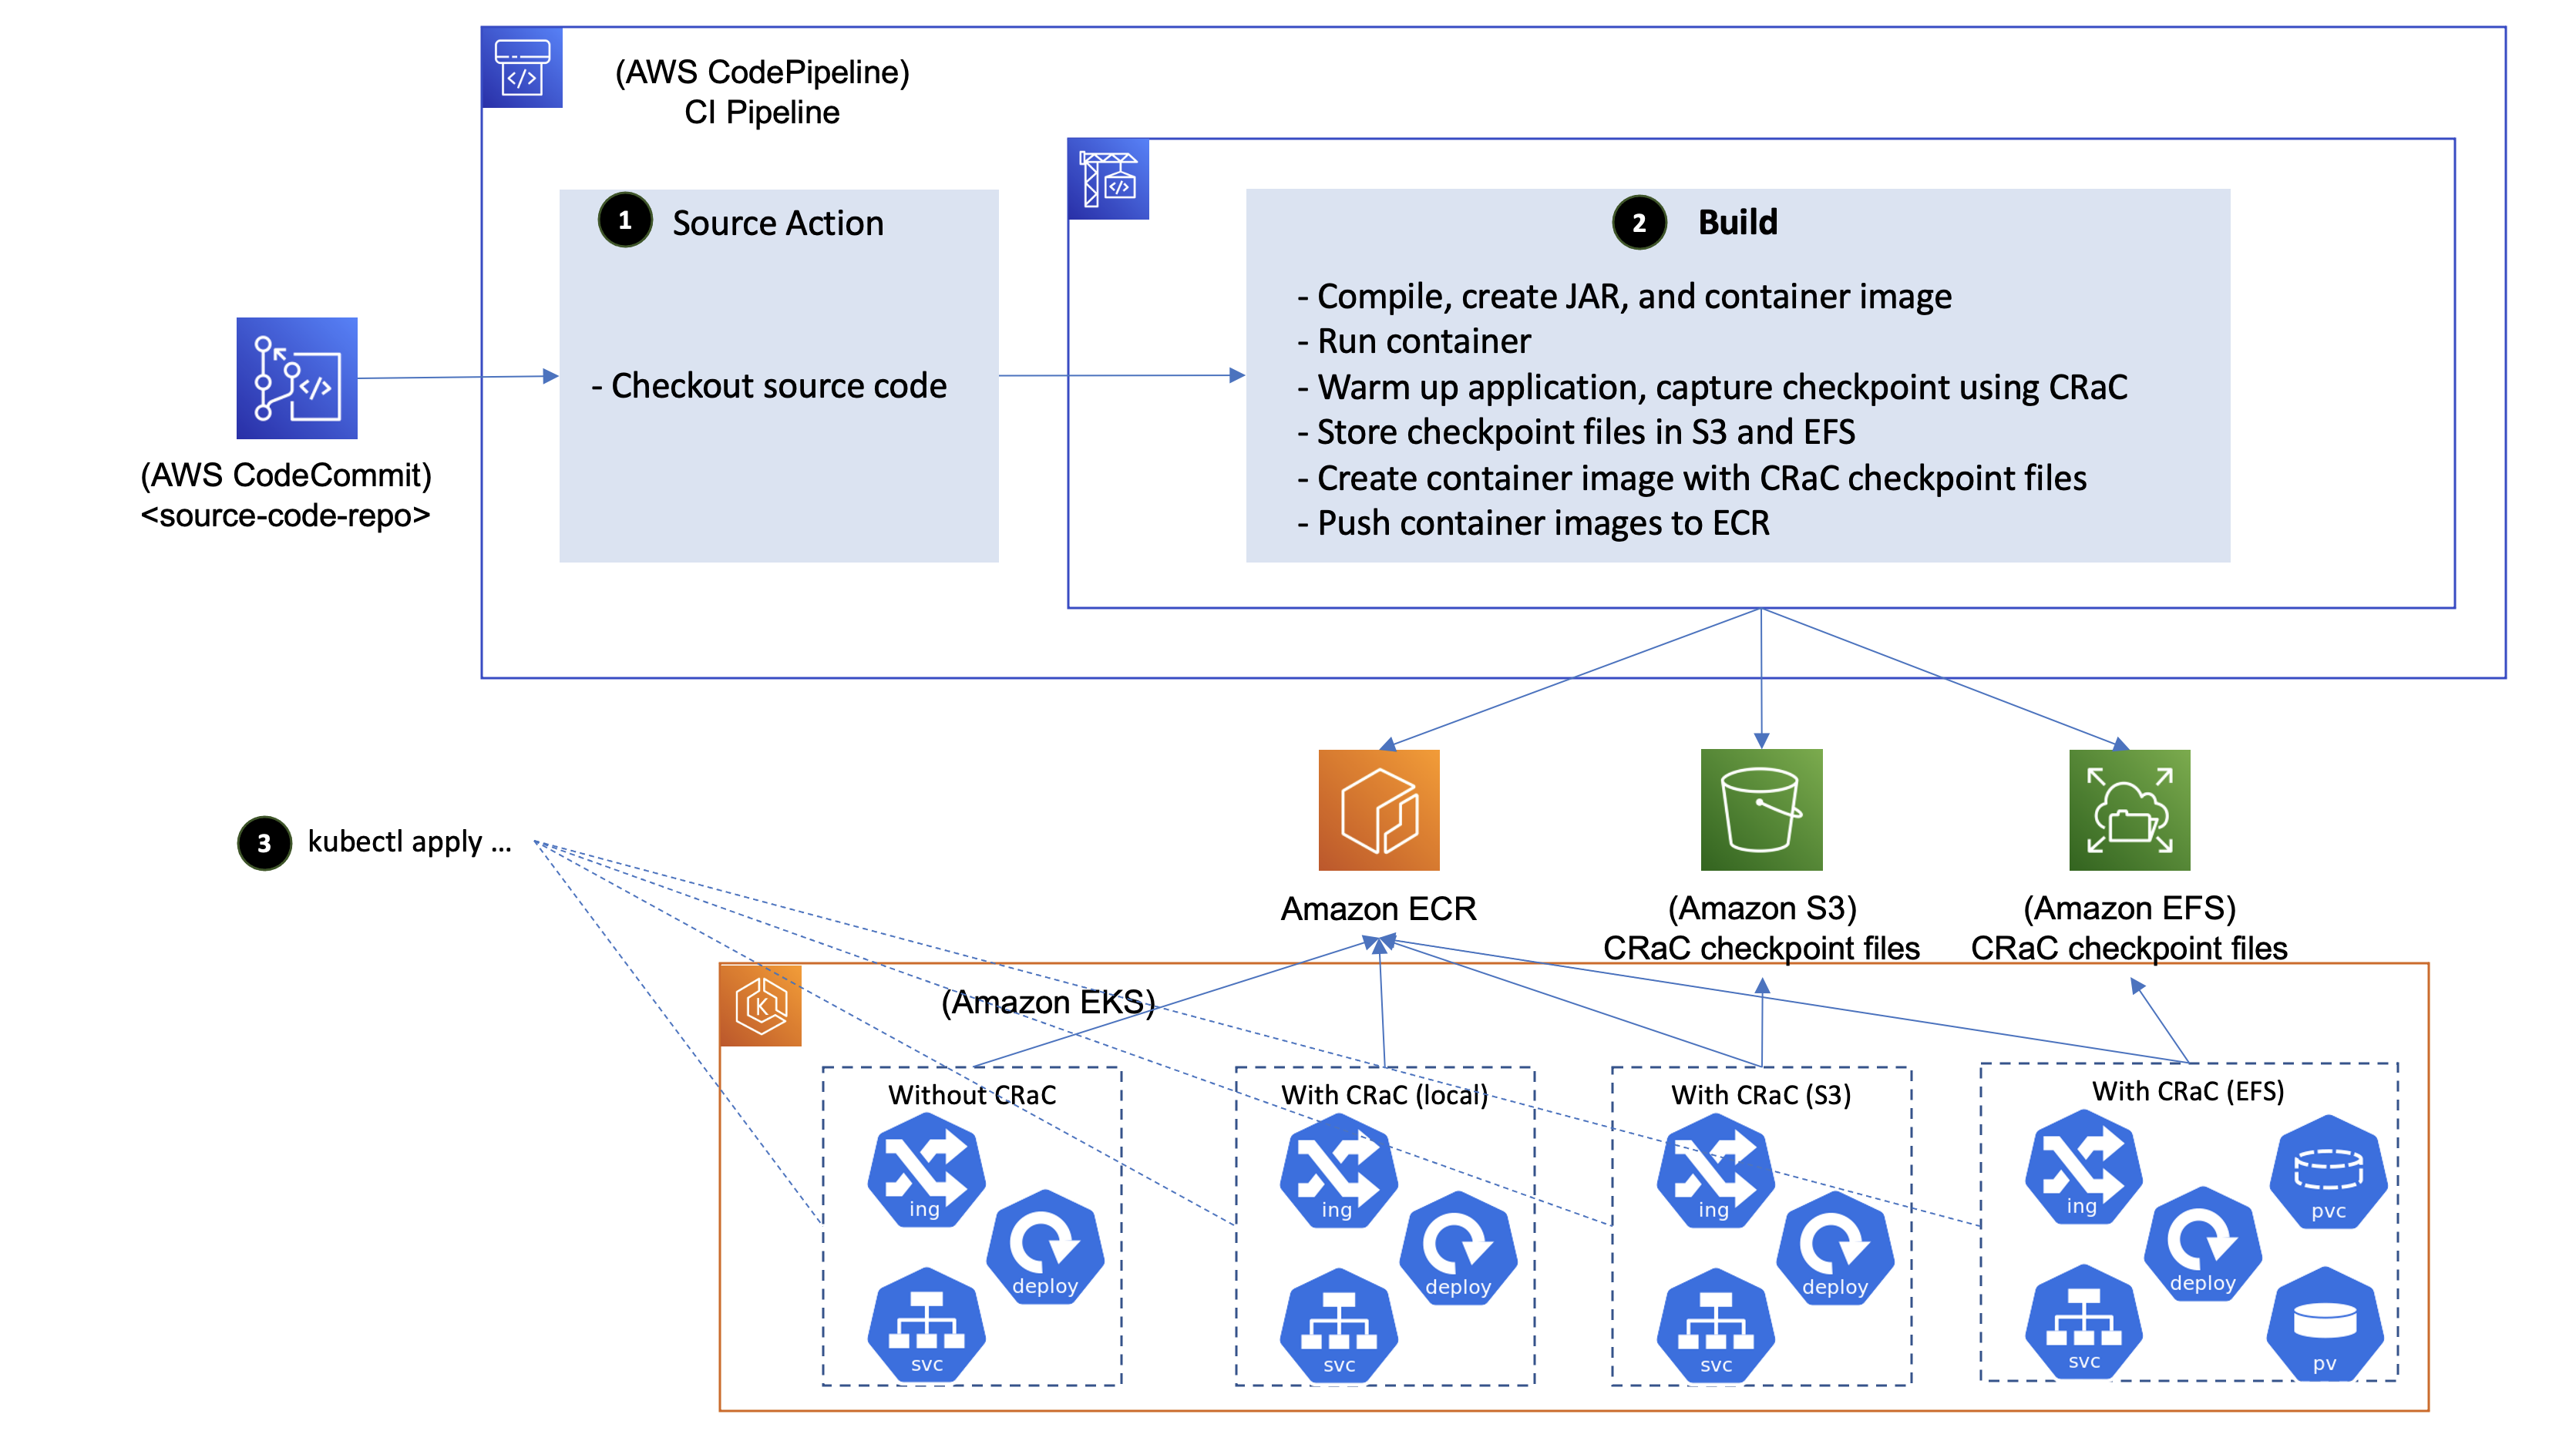 (AWS CodePipeline)
CI Pipeline
1 Source Action
- Checkout source code
2 Build
- Compile, create JAR, and container image
- Run container
- Warm up application, capture checkpoint using CRaC
- Store checkpoint files in S3 and EFS
- Create container image with CRaC checkpoint files
- Push container images to ECR
(AWS CodeCommit)
<source-code-repo>
3 kubectl apply ...
Amazon ECR
(Amazon S3)
CRaC checkpoint files
(Amazon EFS)
CRaC checkpoint files
K
(Amazon EKS)
Without CRaC
ing
deploy
svc
With CRaC (local)
ing
deploy
svc
With CRaC (S3)
ing
deploy
svc
With CRaC (EFS)
ing
pvc
deploy
svc
pv